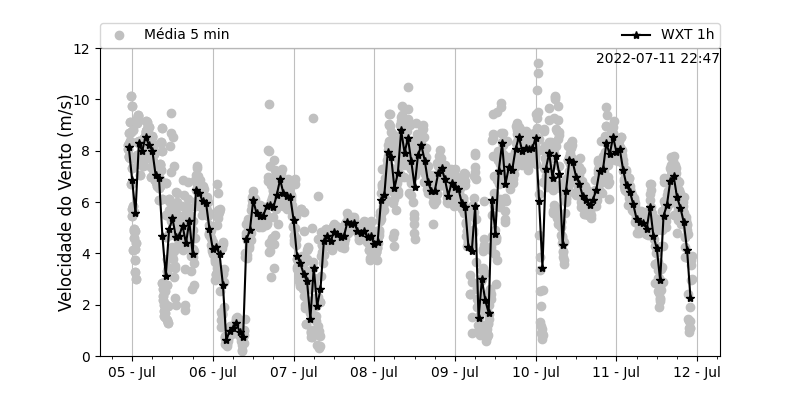 Média 5 min
WXT 1h
2022-07-11 22:47
Velocidade do Vento (m/s)
12
10
8
6
4
2
0
05 - Jul 06 - Jul 07 - Jul 08 - Jul 09 - Jul 10 - Jul 11 - Jul 12 - Jul